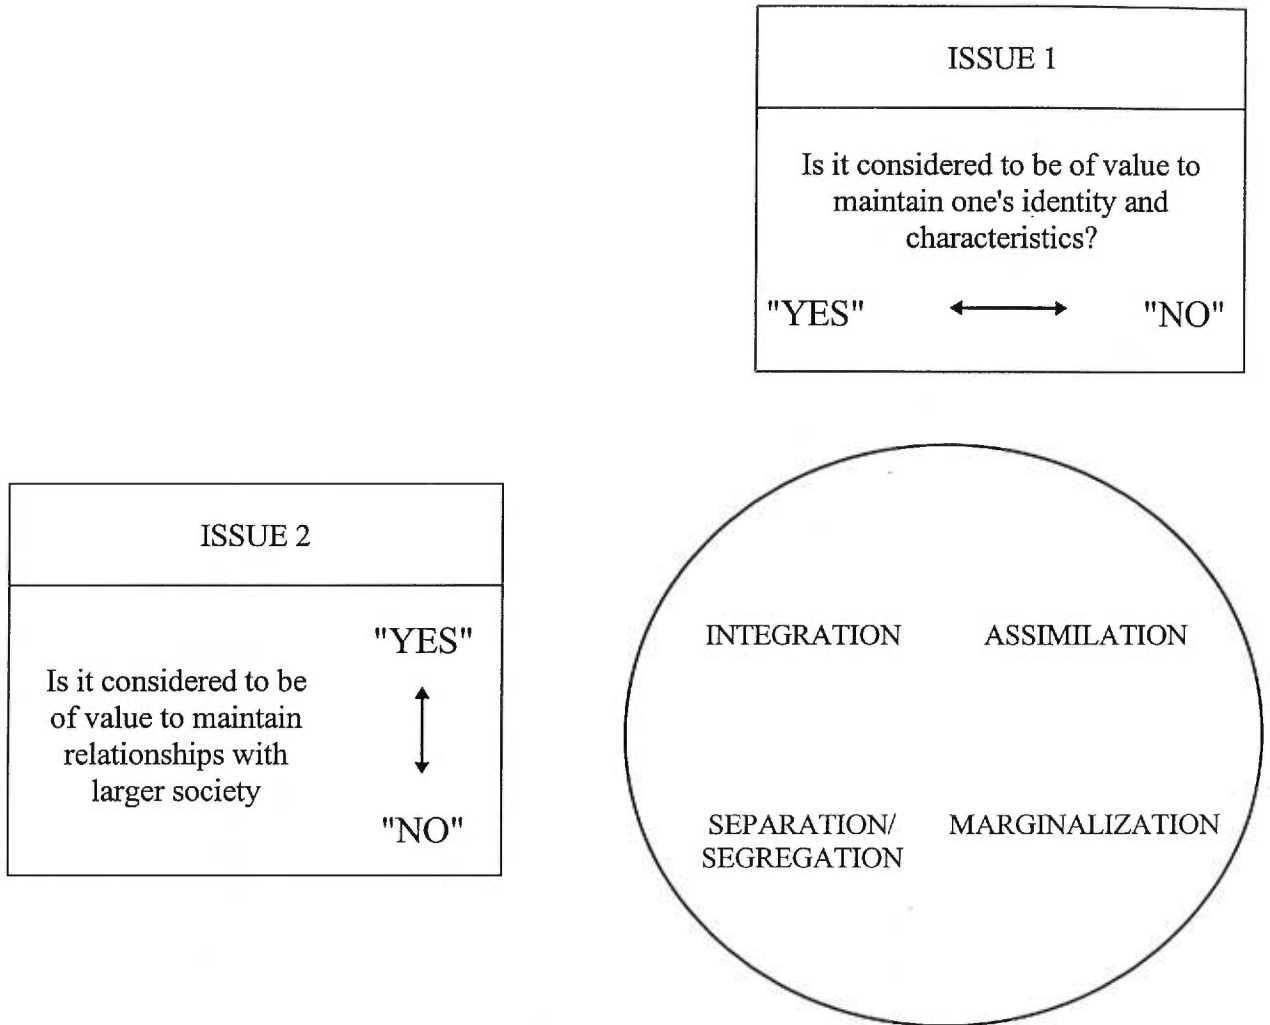 ISSUE 1
Is it considered to be of value to
maintain one's identity and
characteristics?
"YES" "NO"
ISSUE 2
"YES"
Is it considered to be
of value to maintain
relationships with
larger society
"NO"
INTEGRATION ASSIMILATION
SEPARATION/ MARGINALIZATION
SEGREGATION